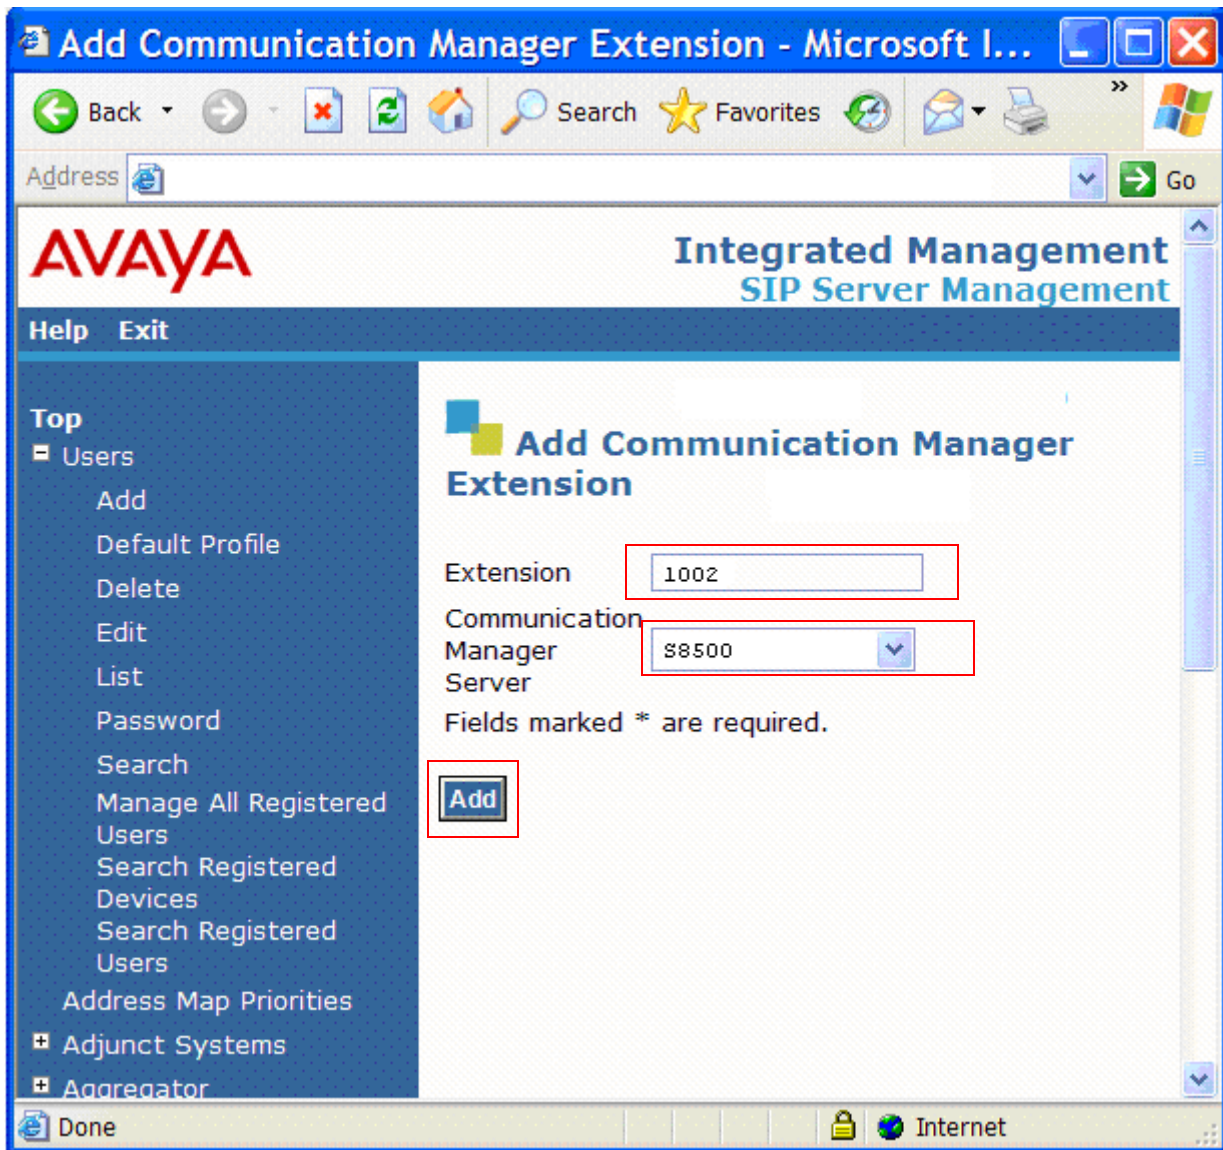 Add Communication Manager Extension - Microsoft I...
Back
Search
Favorites
»
Address
Go
AVAYA
Integrated Management
SIP Server Management
Help Exit
Top
Users
Add
Default Profile
Delete
Edit
List
Password
Search
Manage All Registered
Users
Search Registered
Devices
Search Registered
Users
Address Map Priorities
Adjunct Systems
Aggregator
Add Communication Manager
Extension
Extension
1002
Communication
Manager
Server
S8500
Fields marked * are required.
Add
Done
Internet